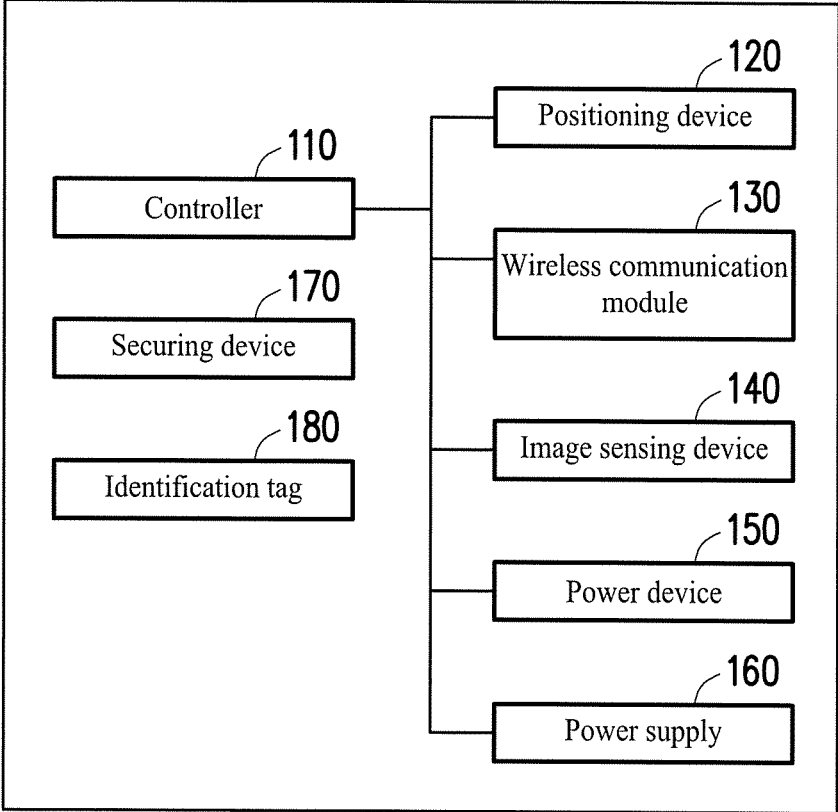 110
Controller
170
Securing device
180
Identification tag
120
Positioning device
130
Wireless communication
module
140
Image sensing device
150
Power device
160
Power supply